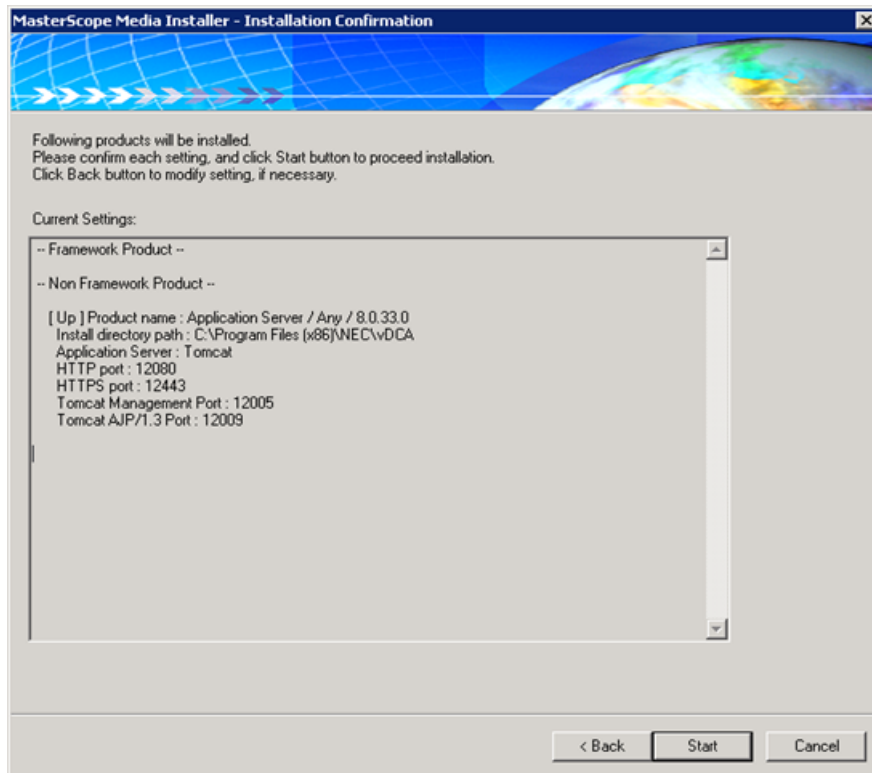 MasterScope Media Installer - Installation Confirmation
Following products will be installed.
Please confirm each setting, and click Start button to proceed installation.
Click Back button to modify setting, if necessary.
Current Settings:
-- Framework Product --
-- Non Framework Product --
[ Up ] Product name : Application Server / Any / 8.0.33.0
Install directory path : C:\Program Files (x86)\NEC\vDCA
Application Server : Tomcat
HTTP port : 12080
HTTPS port : 12443
Tomcat Management Port : 12005
Tomcat AJP/1.3 Port : 12009
< Back Start Cancel